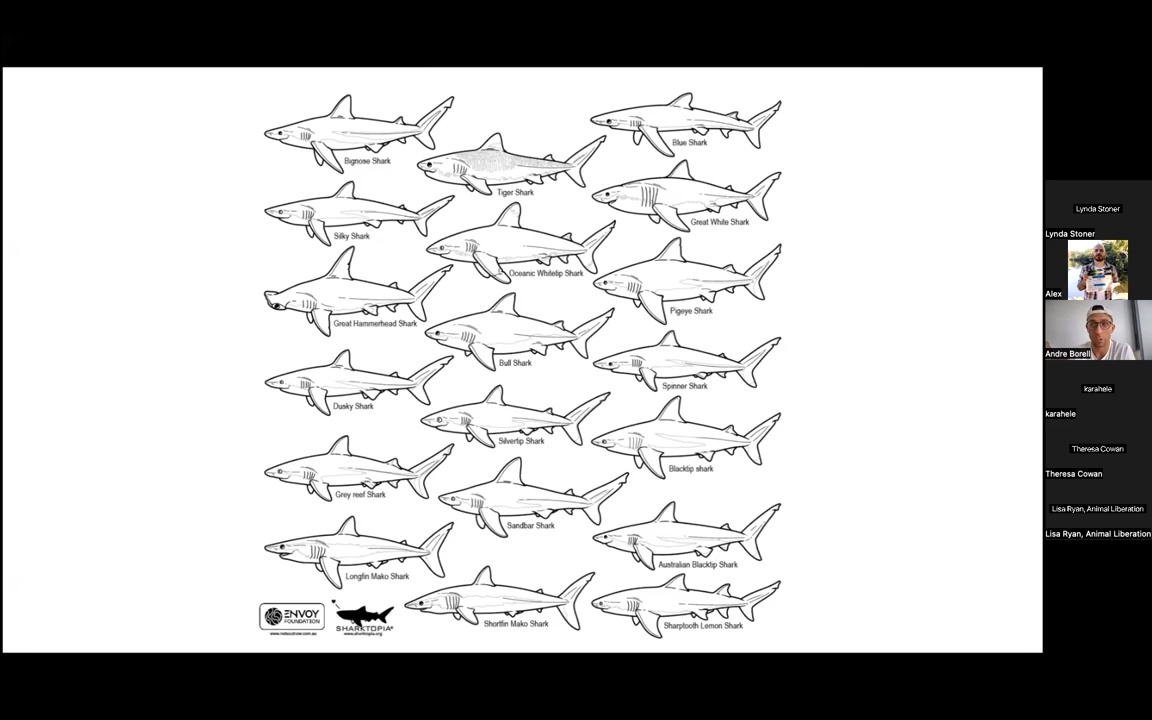 Bignose Shark
Blue Shark
Tiger Shark
Great White Shark
Silky Shark
Oceanic Whitetip Shark
Great Hammerhead Shark
Pigeye Shark
Bull Shark
Spinner Shark
Dusky Shark
Silvertip Shark
Blacktip shark
Grey reef Shark
Sandbar Shark
Australian Blacktip Shark
Longfin Mako Shark
Shortfin Mako Shark
Sharptooth Lemon Shark
ENVOY
FOUNDATION
SHARKTOPIA
www.sharktopia.org
Lynda Stoner
Lynda Stoner
Alex
Andre Borell
karahele
karahele
Theresa Cowan
Theresa Cowan
Lisa Ryan, Animal Liberation
Lisa Ryan, Animal Liberation